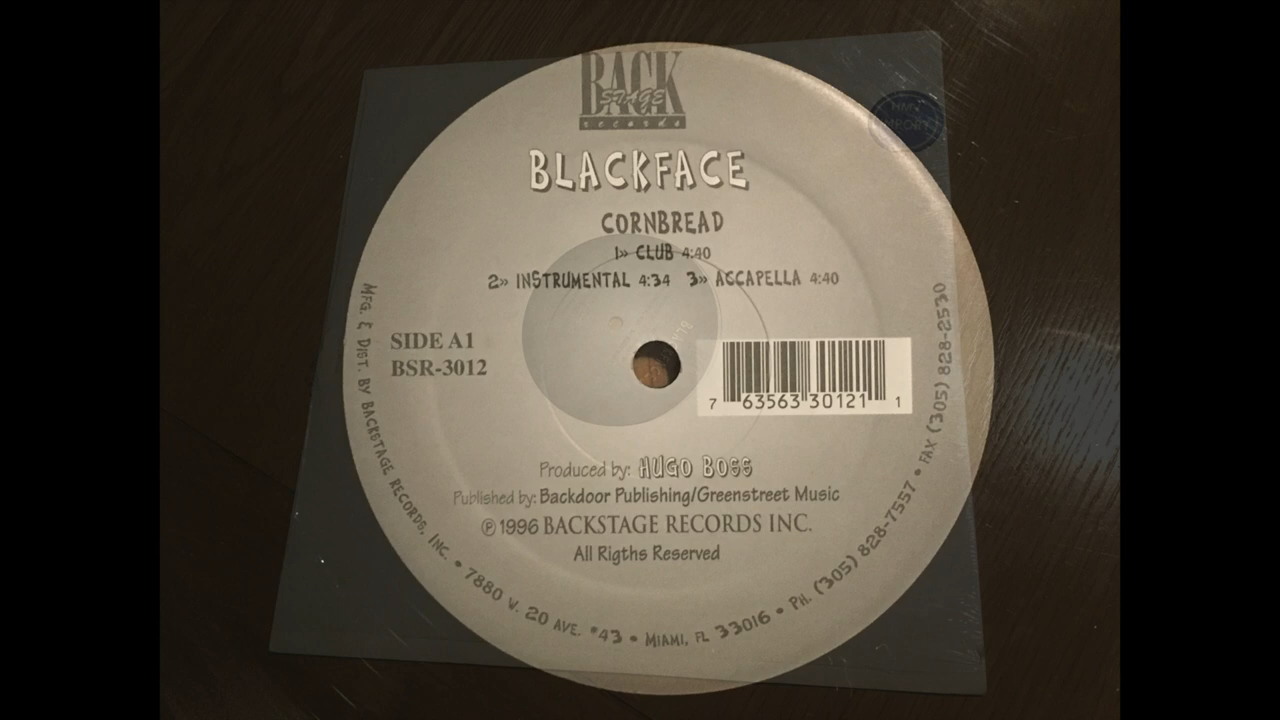 BACK
STAGE
records
BLACKFACE
CORNBREAD
1» CLUB 4:40
2» INSTRUMENTAL 4:34 3» ACCAPELLA 4:40
SIDE A1
BSR-3012
7 63563 30121 1
Produced by: HUGO BOSS
Published by: Backdoor Publishing/Greenstreet Music
℗ 1996 BACKSTAGE RECORDS INC.
All Rigths Reserved
MFG. & DIST. BY BACKSTAGE RECORDS, INC. • 7880 W. 20 AVE. #43 • MIAMI, FL 33016 • PH. (305) 828-7557 • FAX (305) 828-2530